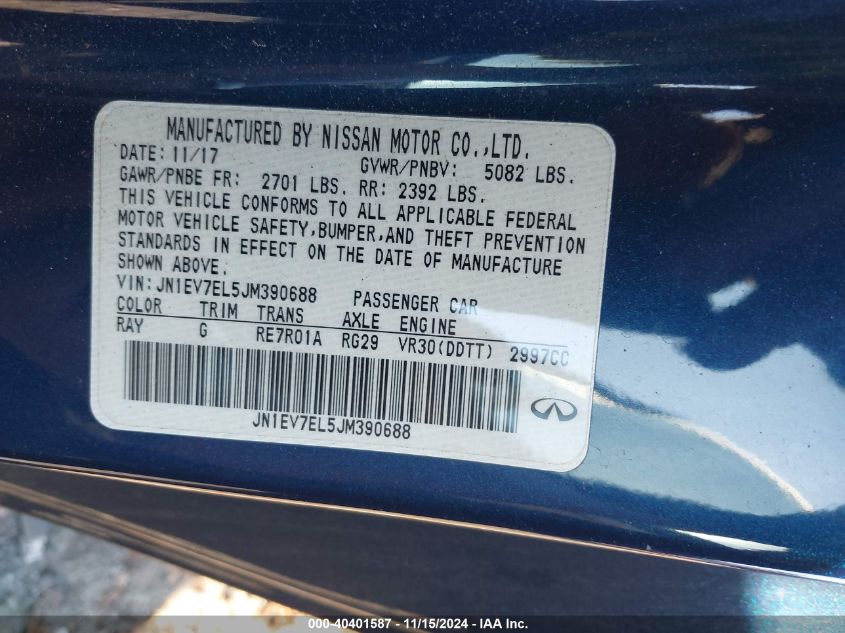 MANUFACTURED BY NISSAN MOTOR CO.,LTD.
DATE: 11/17 GVWR/PNBV: 5082 LBS.
GAWR/PNBE FR: 2701 LBS. RR: 2392 LBS.
THIS VEHICLE CONFORMS TO ALL APPLICABLE FEDERAL
MOTOR VEHICLE SAFETY,BUMPER,AND THEFT PREVENTION
STANDARDS IN EFFECT ON THE DATE OF MANUFACTURE
SHOWN ABOVE.
VIN:JN1EV7EL5JM390688 PASSENGER CAR
COLOR TRIM TRANS AXLE ENGINE
RAY G RE7R01A RG29 VR30(DDTT) 2997CC
JN1EV7EL5JM390688
000-40401587 - 11/15/2024 - IAA Inc.